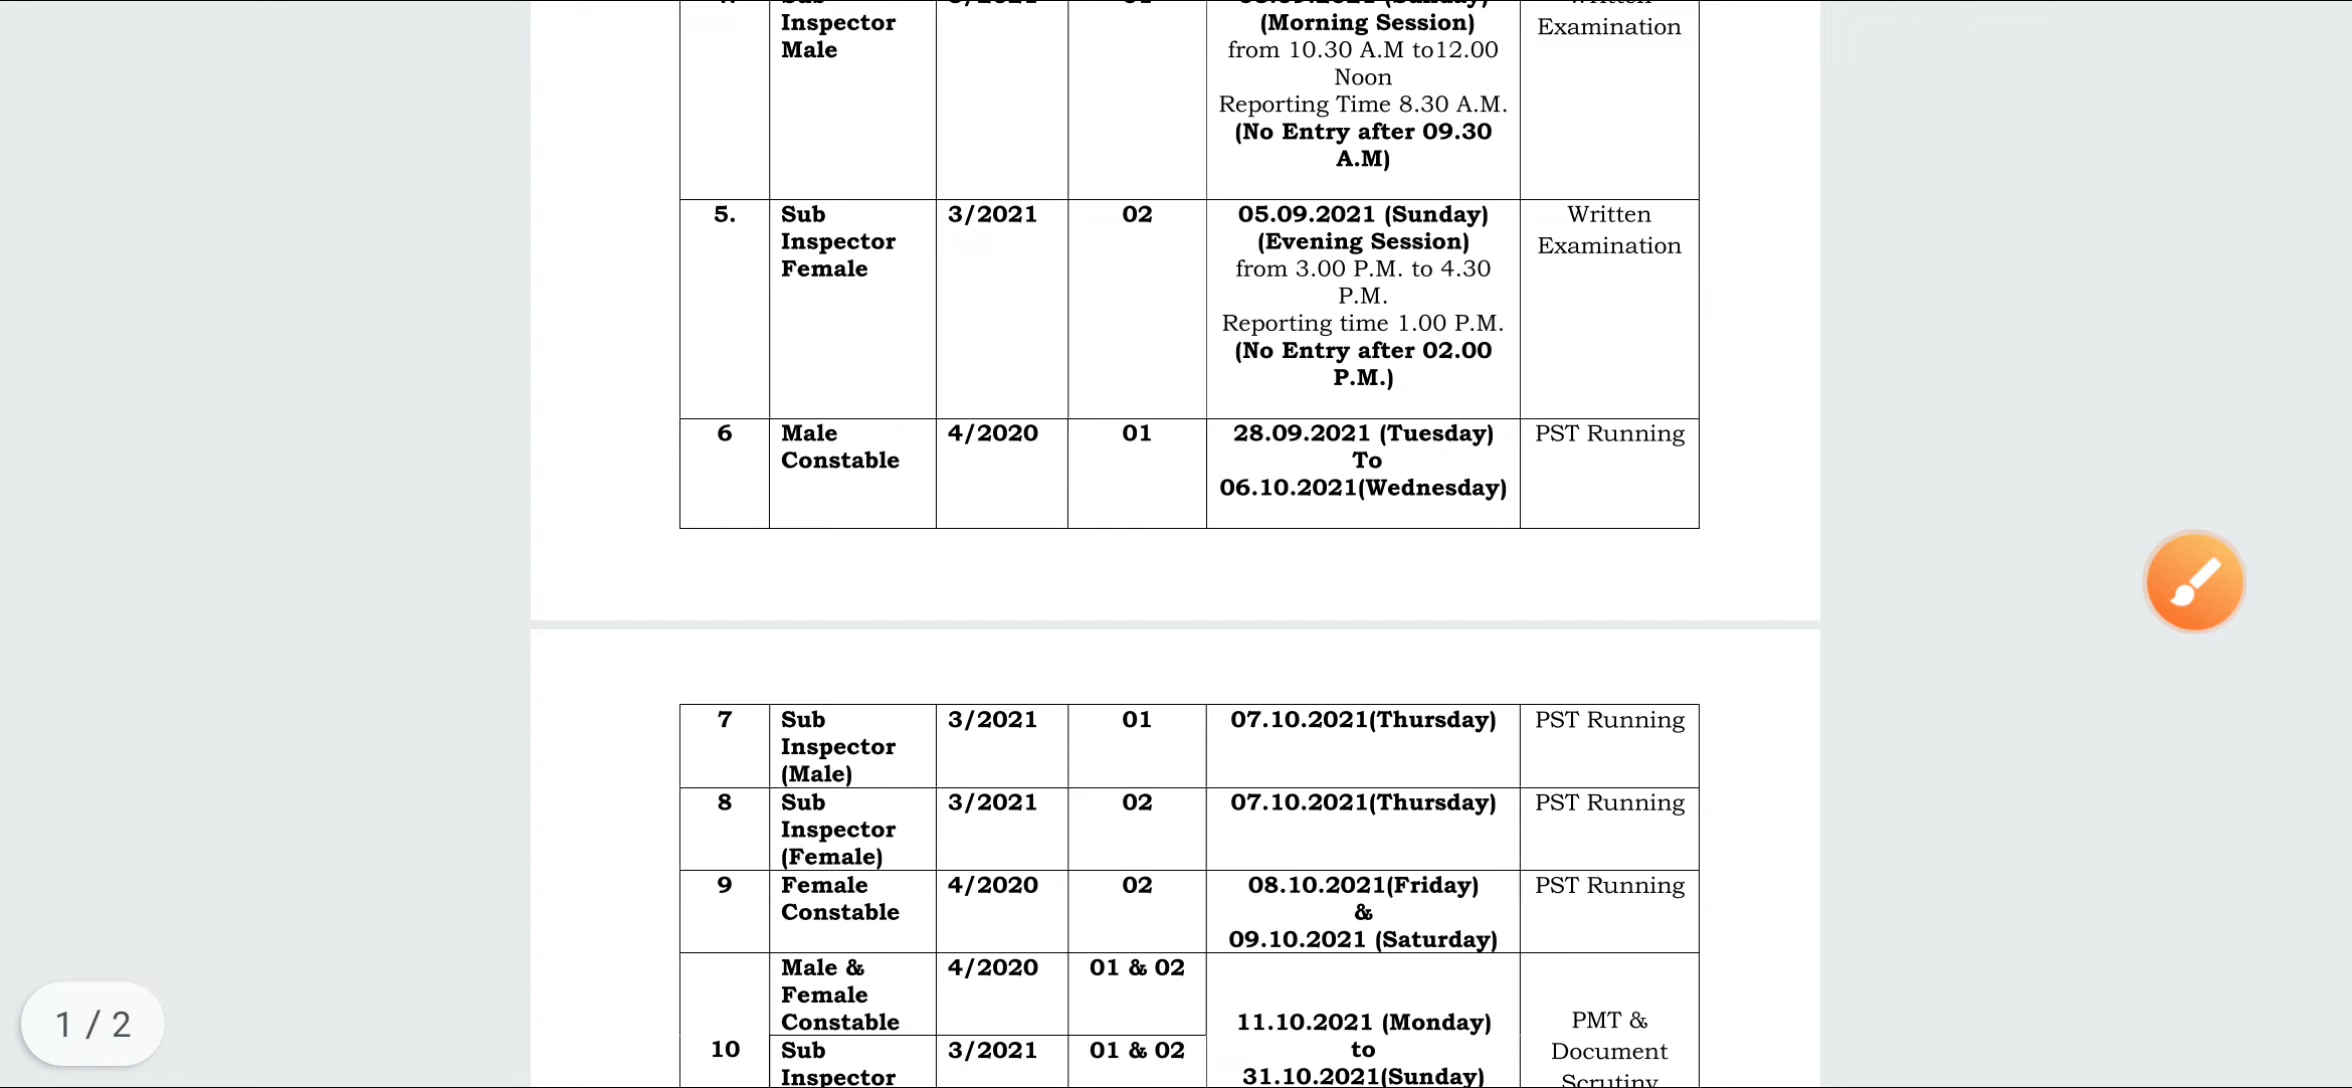 Inspector
Male
(Morning Session)
from 10.30 A.M to12.00
Noon
Reporting Time 8.30 A.M.
(No Entry after 09.30
A.M)
Examination
5.
Sub
Inspector
Female
3/2021
02
05.09.2021 (Sunday)
(Evening Session)
from 3.00 P.M. to 4.30
P.M.
Reporting time 1.00 P.M.
(No Entry after 02.00
P.M.)
Written
Examination
6
Male
Constable
4/2020
01
28.09.2021 (Tuesday)
To
06.10.2021(Wednesday)
PST Running
7
Sub
Inspector
(Male)
3/2021
01
07.10.2021(Thursday)
PST Running
8
Sub
Inspector
(Female)
3/2021
02
07.10.2021(Thursday)
PST Running
9
Female
Constable
4/2020
02
08.10.2021(Friday)
&
09.10.2021 (Saturday)
PST Running
10
Male &
Female
Constable
4/2020
01 & 02
Sub
Inspector
3/2021
01 & 02
11.10.2021 (Monday)
to
31.10.2021(Sunday)
PMT &
Document
Scrutiny
1 / 2